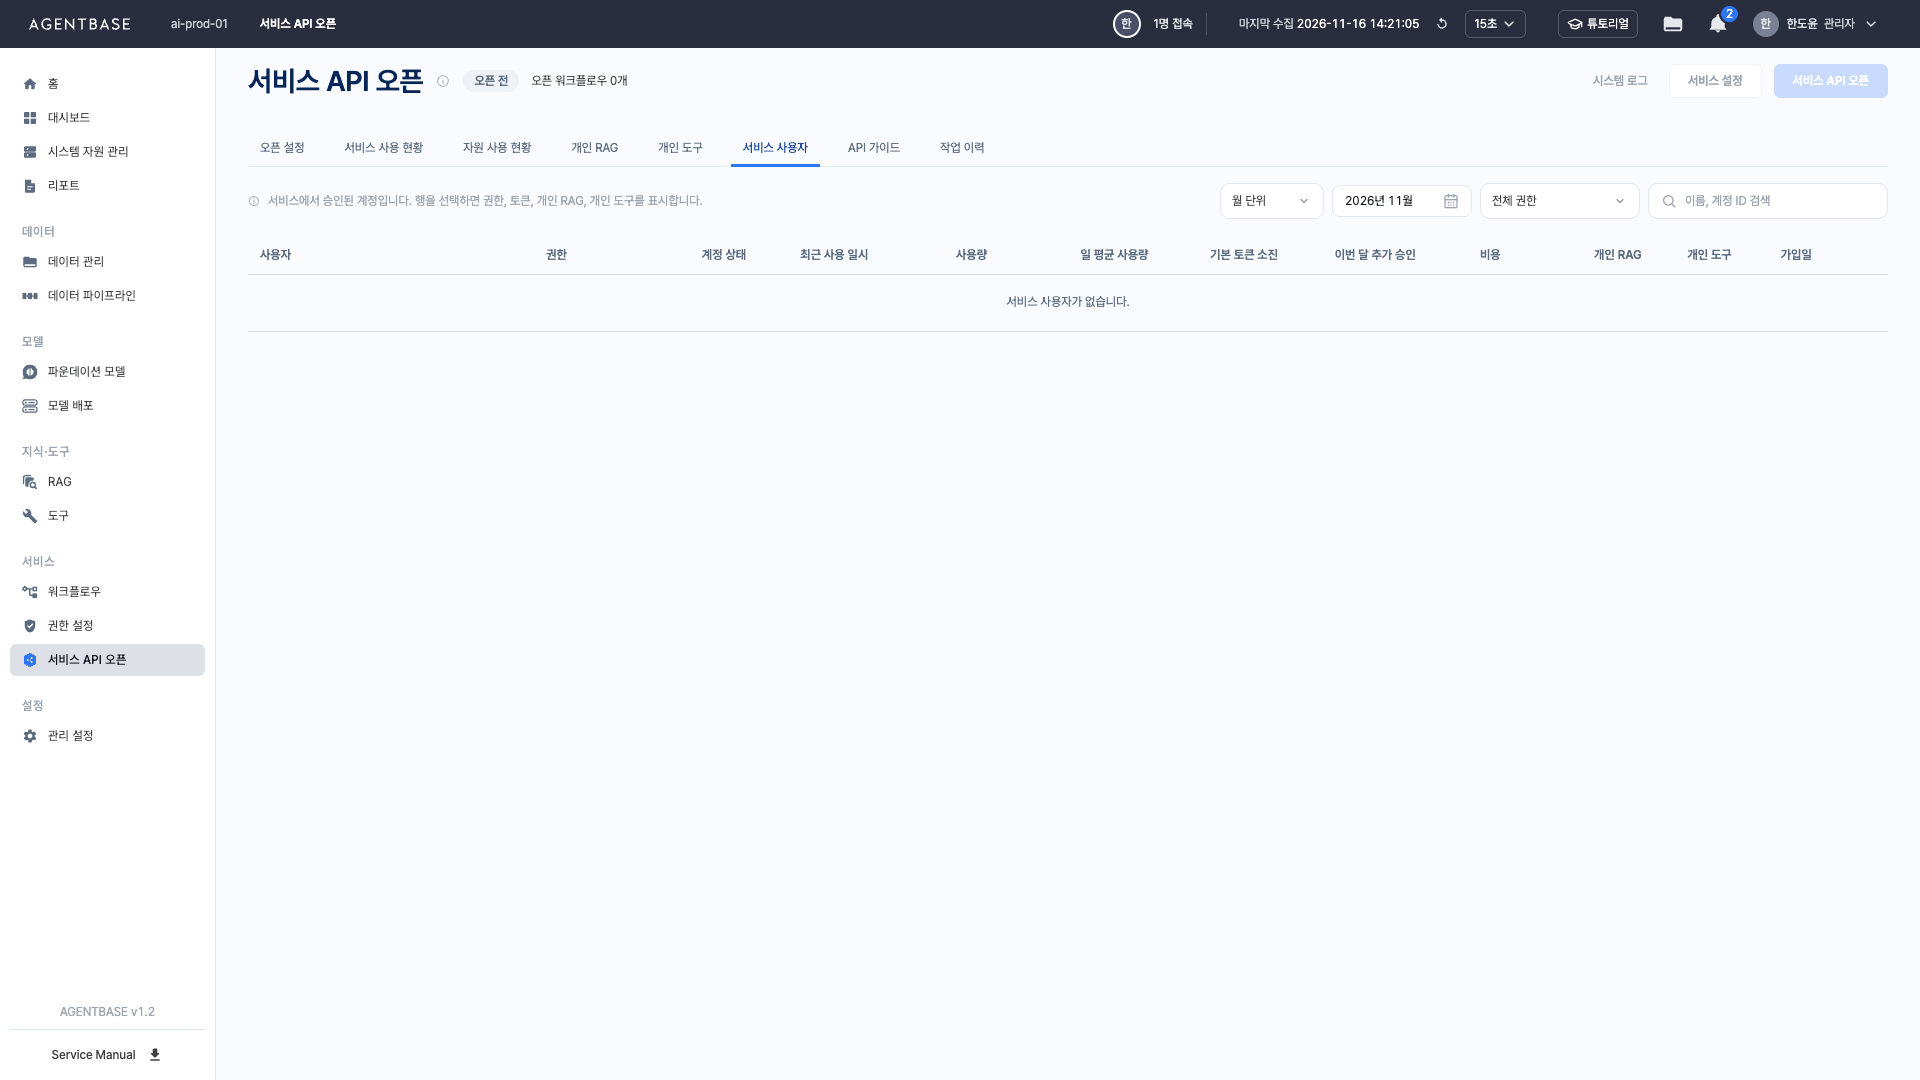 AGENTBASE
ai-prod-01
서비스 API 오픈
한
1명 접속
마지막 수집 2026-11-16 14:21:05
15초
튜토리얼
2
한
한도윤 관리자
홈
대시보드
시스템 자원 관리
리포트
데이터
데이터 관리
데이터 파이프라인
모델
파운데이션 모델
모델 배포
지식·도구
RAG
도구
서비스
워크플로우
권한 설정
서비스 API 오픈
설정
관리 설정
AGENTBASE v1.2
Service Manual
서비스 API 오픈
오픈 전
오픈 워크플로우 0개
시스템 로그
서비스 설정
서비스 API 오픈
오픈 설정
서비스 사용 현황
자원 사용 현황
개인 RAG
개인 도구
서비스 사용자
API 가이드
작업 이력
서비스에서 승인된 계정입니다. 행을 선택하면 권한, 토큰, 개인 RAG, 개인 도구를 표시합니다.
월 단위
2026년 11월
전체 권한
이름, 계정 ID 검색
사용자
권한
계정 상태
최근 사용 일시
사용량
일 평균 사용량
기본 토큰 소진
이번 달 추가 승인
비용
개인 RAG
개인 도구
가입일
서비스 사용자가 없습니다.